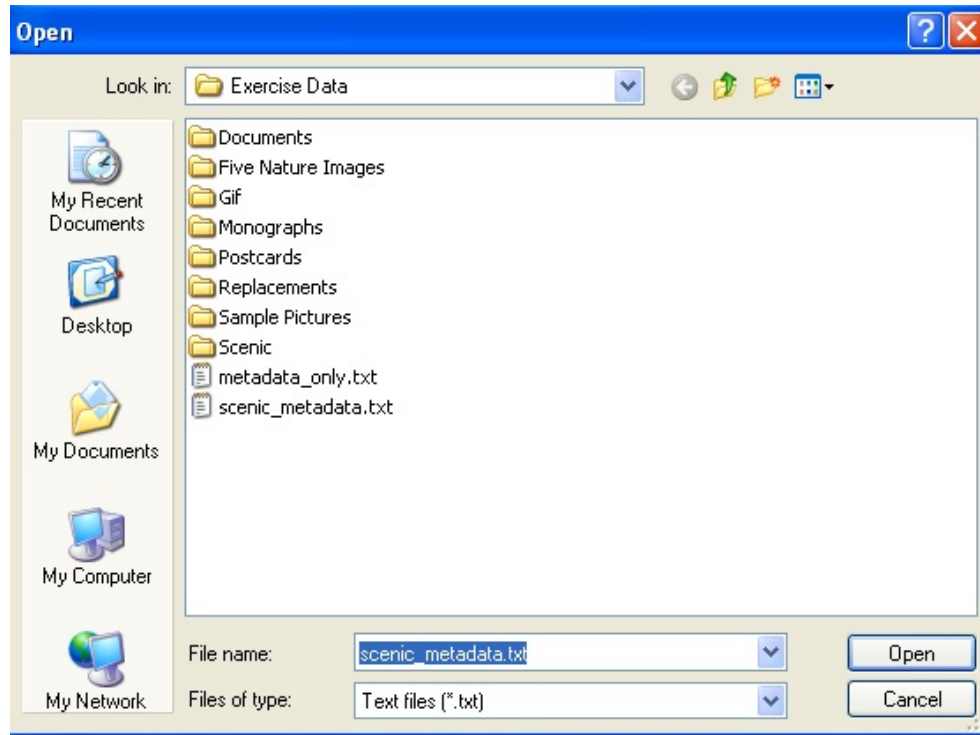 Open
Look in: Exercise Data
My Recent
Documents
Desktop
My Documents
My Computer
My Network
Documents
Five Nature Images
Gif
Monographs
Postcards
Replacements
Sample Pictures
Scenic
metadata_only.txt
scenic_metadata.txt
File name: scenic_metadata.txt Open
Files of type: Text files (*.txt) Cancel